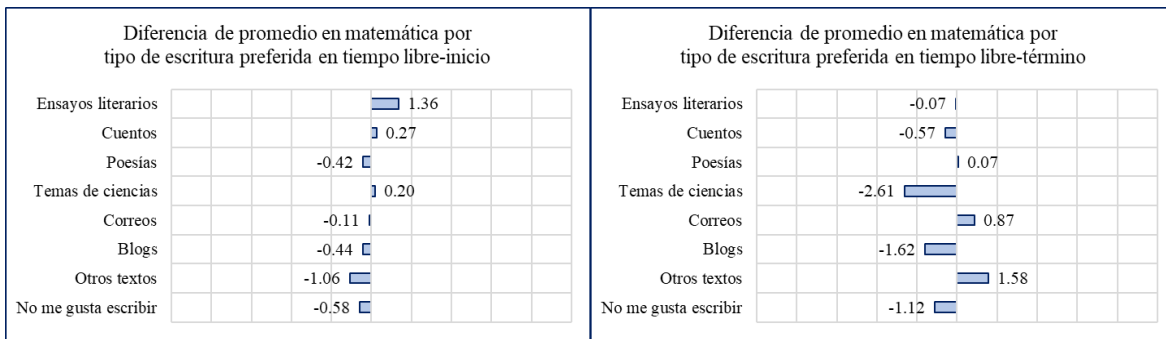 Diferencia de promedio en matemática por
tipo de escritura preferida en tiempo libre-inicio
Ensayos literarios 1.36
Cuentos 0.27
Poesías -0.42
Temas de ciencias 0.20
Correos -0.11
Blogs -0.44
Otros textos -1.06
No me gusta escribir -0.58
Diferencia de promedio en matemática por
tipo de escritura preferida en tiempo libre-término
Ensayos literarios -0.07
Cuentos -0.57
Poesías 0.07
Temas de ciencias -2.61
Correos 0.87
Blogs -1.62
Otros textos 1.58
No me gusta escribir -1.12